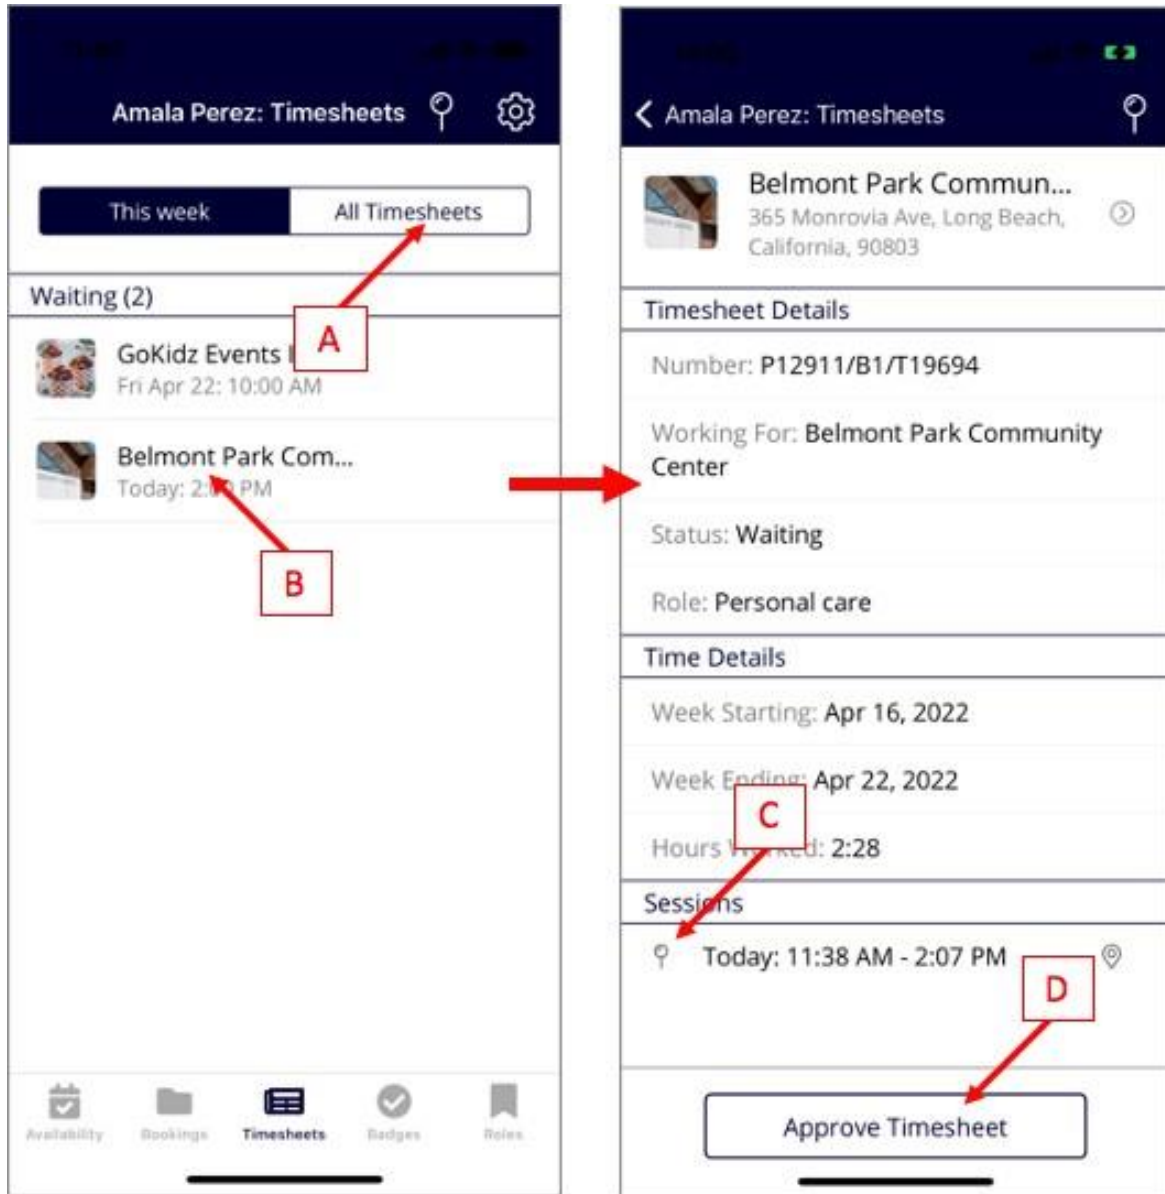 Amala Perez: Timesheets
This week
All Timesheets
A
Waiting (2)
GoKidz Events
Fri Apr 22: 10:00 AM
Belmont Park Com...
Today: 2:00 PM
B
Availability
Bookings
Timesheets
Badges
Roles
Amala Perez: Timesheets
Belmont Park Commun...
365 Monrovia Ave, Long Beach,
California, 90803
Timesheet Details
Number: P12911/B1/T19694
Working For: Belmont Park Community
Center
Status: Waiting
Role: Personal care
Time Details
Week Starting: Apr 16, 2022
Week Ending: Apr 22, 2022
C
Hours Worked: 2:28
Sessions
Today: 11:38 AM - 2:07 PM
D
Approve Timesheet